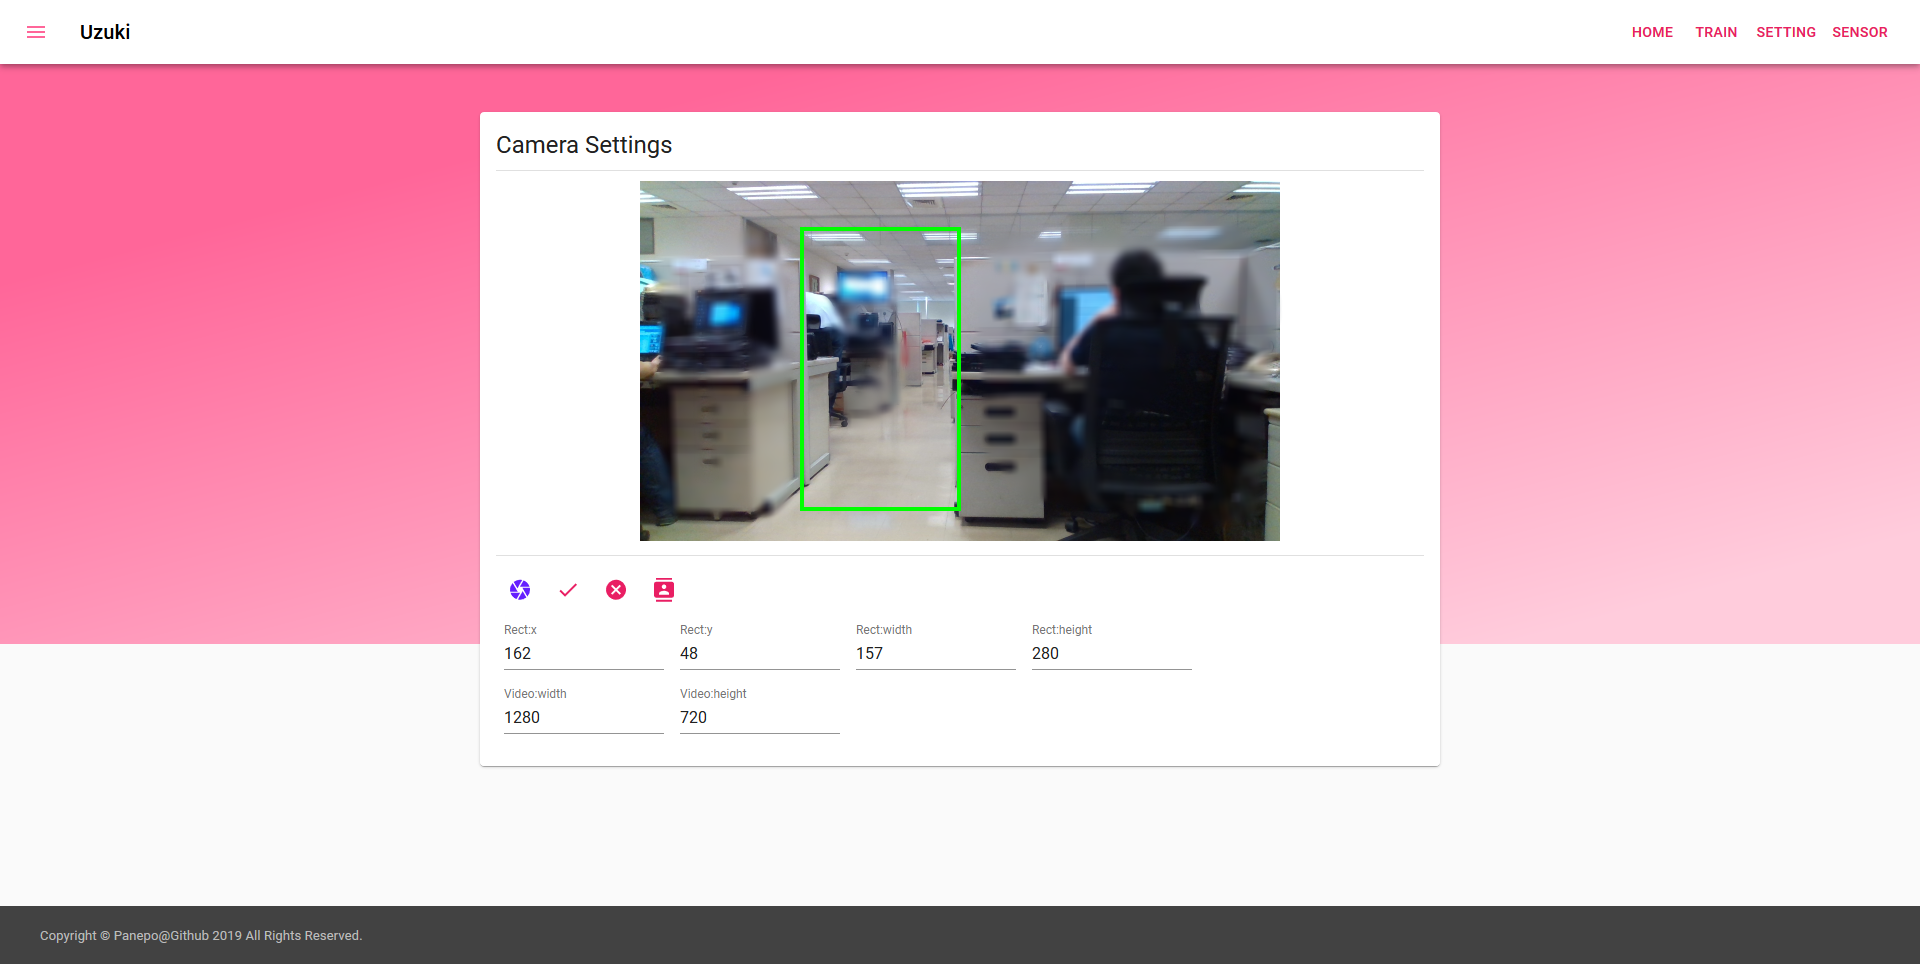 Uzuki
HOME TRAIN SETTING SENSOR
Camera Settings
Rect:x Rect:y Rect:width Rect:height
162 48 157 280
Video:width Video:height
1280 720
Copyright © Panepo@Github 2019 All Rights Reserved.